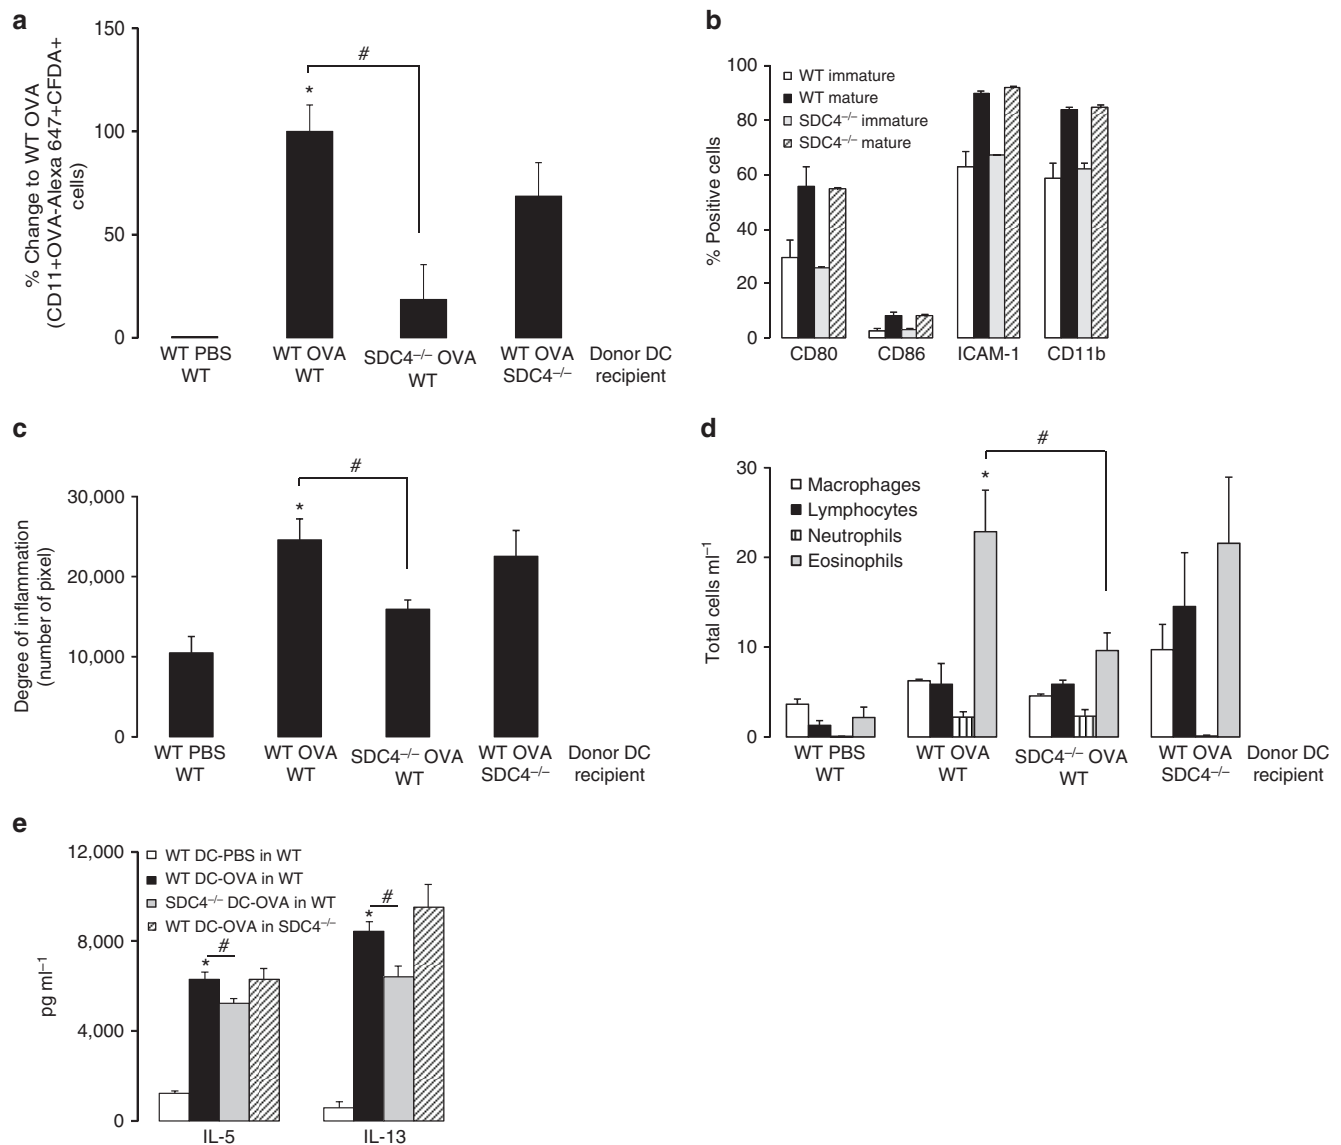 a
% Change to WT OVA
(CD11+OVA-Alexa 647+CFDA+
cells)
150
100
50
0
#
*
WT PBS
WT
WT OVA
WT
SDC4⁻/⁻ OVA
WT
WT OVA
SDC4⁻/⁻
Donor DC
recipient
b
% Positive cells
100
80
60
40
20
0
WT immature
WT mature
SDC4⁻/⁻ immature
SDC4⁻/⁻ mature
CD80
CD86
ICAM-1
CD11b
c
Degree of inflammation
(number of pixel)
30,000
20,000
10,000
0
#
*
WT PBS
WT
WT OVA
WT
SDC4⁻/⁻ OVA
WT
WT OVA
SDC4⁻/⁻
Donor DC
recipient
d
Total cells ml⁻¹
30
20
10
0
Macrophages
Lymphocytes
Neutrophils
Eosinophils
#
*
WT PBS
WT
WT OVA
WT
SDC4⁻/⁻ OVA
WT
WT OVA
SDC4⁻/⁻
Donor DC
recipient
e
pg ml⁻¹
12,000
8,000
4,000
0
WT DC-PBS in WT
WT DC-OVA in WT
SDC4⁻/⁻ DC-OVA in WT
WT DC-OVA in SDC4⁻/⁻
#
*
#
*
IL-5
IL-13